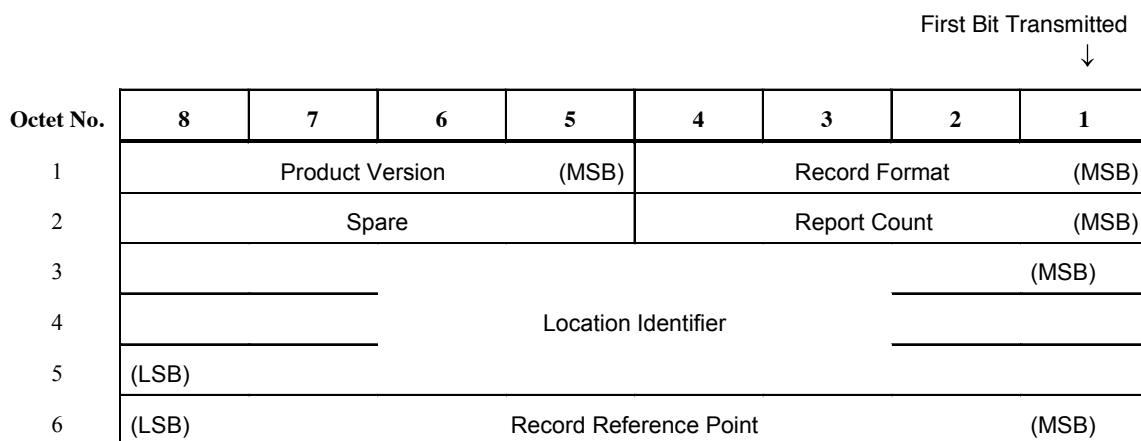 First Bit Transmitted
↓
Octet No. 8 7 6 5 4 3 2 1
1 Product Version (MSB) Record Format (MSB)
2 Spare Report Count (MSB)
3 (MSB)
4 Location Identifier
5 (LSB)
6 (LSB) Record Reference Point (MSB)